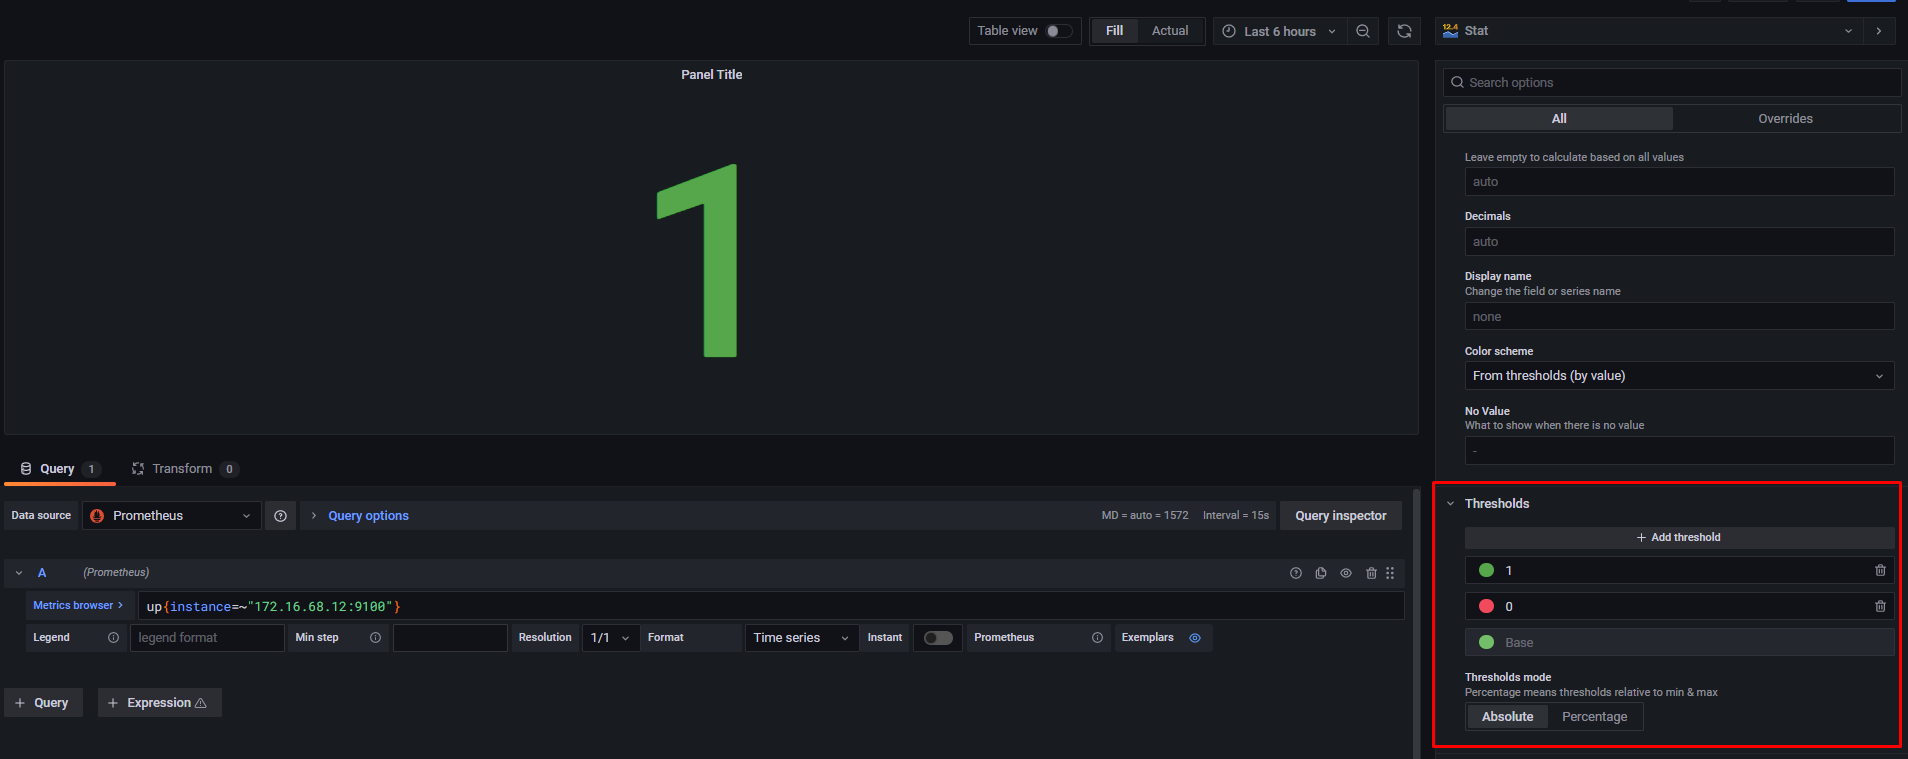 Table view
Fill
Actual
Last 6 hours
12.4
Stat
Panel Title
1
Search options
All
Overrides
Leave empty to calculate based on all values
auto
Decimals
auto
Display name
Change the field or series name
none
Color scheme
From thresholds (by value)
No Value
What to show when there is no value
-
Thresholds
+ Add threshold
1
0
Base
Thresholds mode
Percentage means thresholds relative to min & max
Absolute
Percentage
Query 1
Transform 0
Data source
Prometheus
> Query options
MD = auto = 1572
Interval = 15s
Query inspector
A
(Prometheus)
Metrics browser >
up{instance=~"172.16.68.12:9100"}
Legend
legend format
Min step
Resolution
1/1
Format
Time series
Instant
Prometheus
Exemplars
+ Query
+ Expression